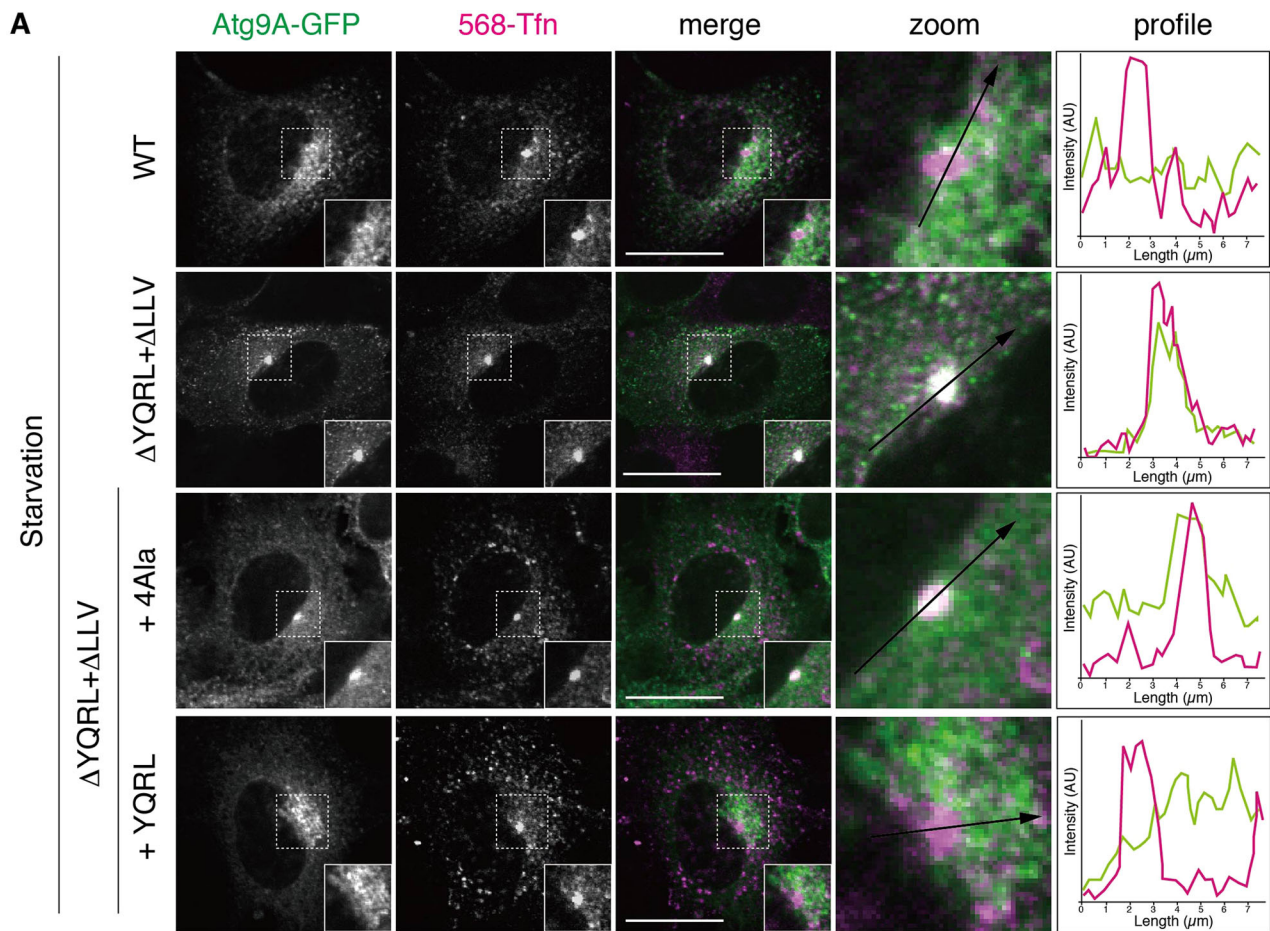 A
Atg9A-GFP 568-Tfn merge zoom profile
Starvation
WT
Intensity (AU)
0 1 2 3 4 5 6 7
Length (µm)
ΔYQRL+ΔLLV
Intensity (AU)
0 1 2 3 4 5 6 7
Length (µm)
ΔYQRL+ΔLLV
+ 4Ala
Intensity (AU)
0 1 2 3 4 5 6 7
Length (µm)
+ YQRL
Intensity (AU)
0 1 2 3 4 5 6 7
Length (µm)